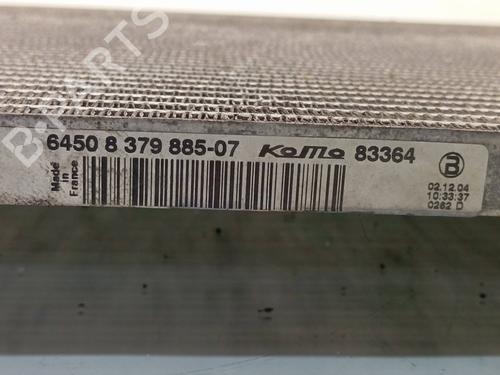 B-PARTS
6450 8 379 885-07 KoMo 83364
Made
in
France
B
02.12.04
10:33:37
0262 D